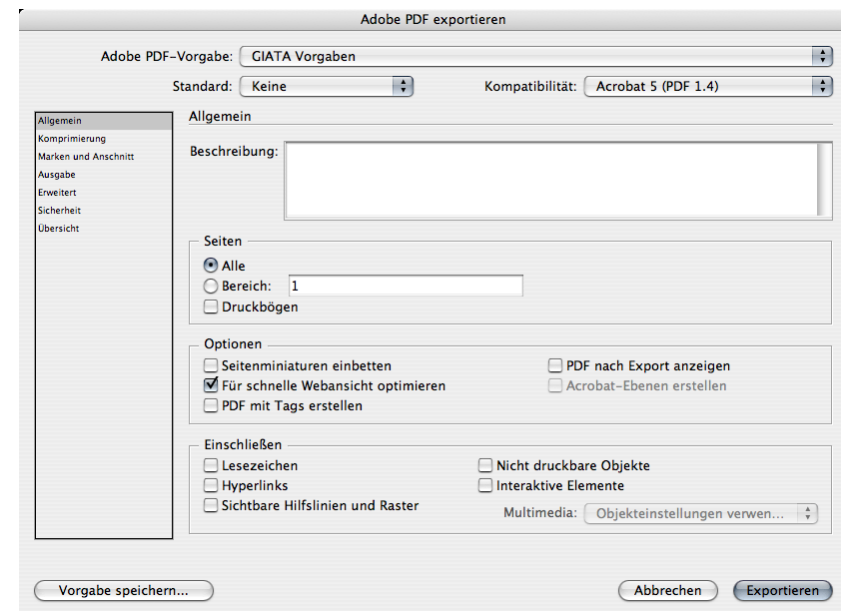 Adobe PDF exportieren
Adobe PDF-Vorgabe: GIATA Vorgaben
Standard: Keine Kompatibilität: Acrobat 5 (PDF 1.4)
Allgemein
Komprimierung
Marken und Anschnitt
Ausgabe
Erweitert
Sicherheit
Übersicht
Allgemein
Beschreibung:
Seiten
Alle
Bereich: 1
Druckbögen
Optionen
Seitenminiaturen einbetten PDF nach Export anzeigen
Für schnelle Webansicht optimieren Acrobat-Ebenen erstellen
PDF mit Tags erstellen
Einschließen
Lesezeichen Nicht druckbare Objekte
Hyperlinks Interaktive Elemente
Sichtbare Hilfslinien und Raster Multimedia: Objekteinstellungen verwen...
Vorgabe speichern... Abbrechen Exportieren